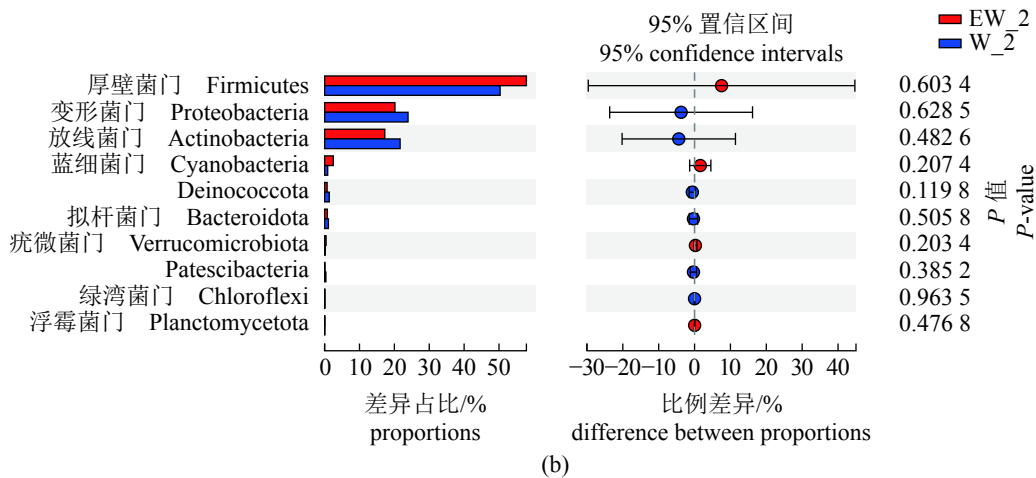 95% 置信区间
95% confidence intervals
EW_2
W_2
厚壁菌门 Firmicutes 0.603 4
变形菌门 Proteobacteria 0.628 5
放线菌门 Actinobacteria 0.482 6
蓝细菌门 Cyanobacteria 0.207 4
Deinococcota 0.119 8
拟杆菌门 Bacteroidota 0.505 8
疣微菌门 Verrucomicrobiota 0.203 4
Patescibacteria 0.385 2
绿湾菌门 Chloroflexi 0.963 5
浮霉菌门 Planctomycetota 0.476 8
P 值
P-value
0 10 20 30 40 50
−30 −20 −10 0 10 20 30 40
差异占比/%
proportions
比例差异/%
difference between proportions
(b)